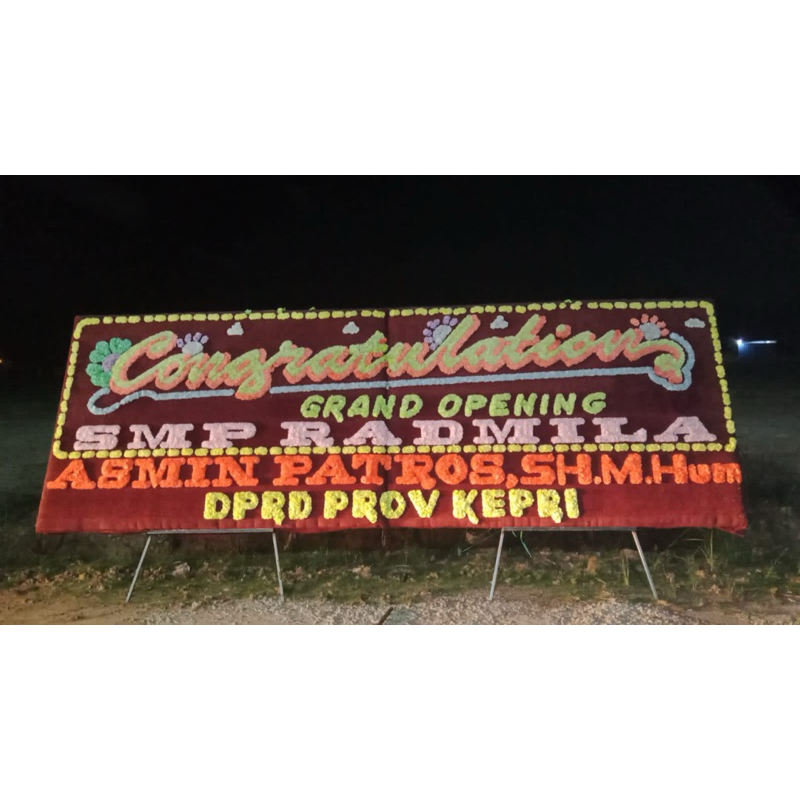 Congratulation
GRAND OPENING
SMP RADMILA
ASMIN PATROS, SH.M.Hum
DPRD PROV KEPRI